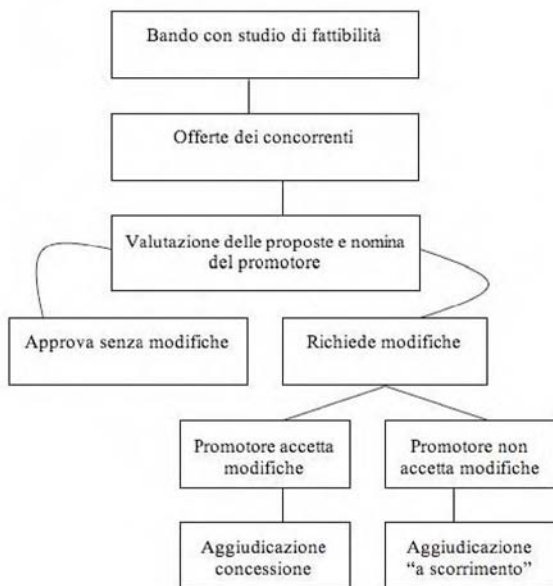 Bando con studio di fattibilità
Offerte dei concorrenti
Valutazione delle proposte e nomina
del promotore
Approva senza modifiche
Richiede modifiche
Promotore accetta
modifiche
Promotore non
accetta modifiche
Aggiudicazione
concessione
Aggiudicazione
“a scorrimento”